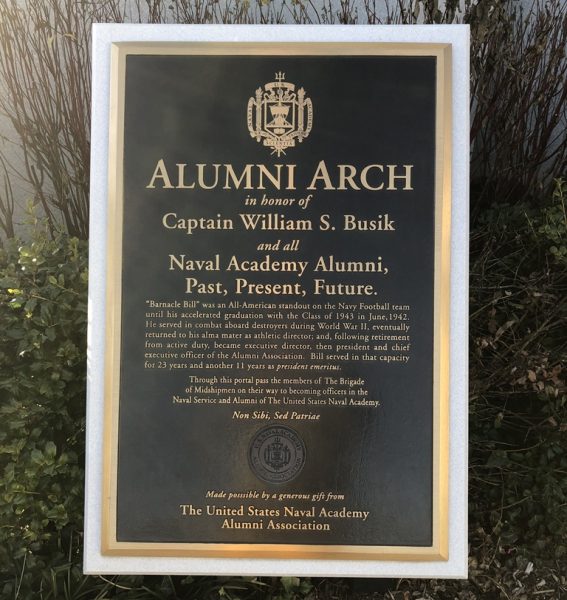 ALUMNI ARCH
in honor of
Captain William S. Busik
and all
Naval Academy Alumni,
Past, Present, Future.
"Barnacle Bill" was an All-American standout on the Navy Football team
until his accelerated graduation with the Class of 1943 in June, 1942.
He served in combat aboard destroyers during World War II, eventually
returned to his alma mater as athletic director; and, following retirement
from active duty, became executive director, then president and chief
executive officer of the Alumni Association. Bill served in that capacity
for 23 years and another 11 years as president emeritus.
Through this portal pass the members of The Brigade
of Midshipmen on their way to becoming officers in the
Naval Service and Alumni of The United States Naval Academy.
Non Sibi, Sed Patriae
Made posssible by a generous gift from
The United States Naval Academy
Alumni Association